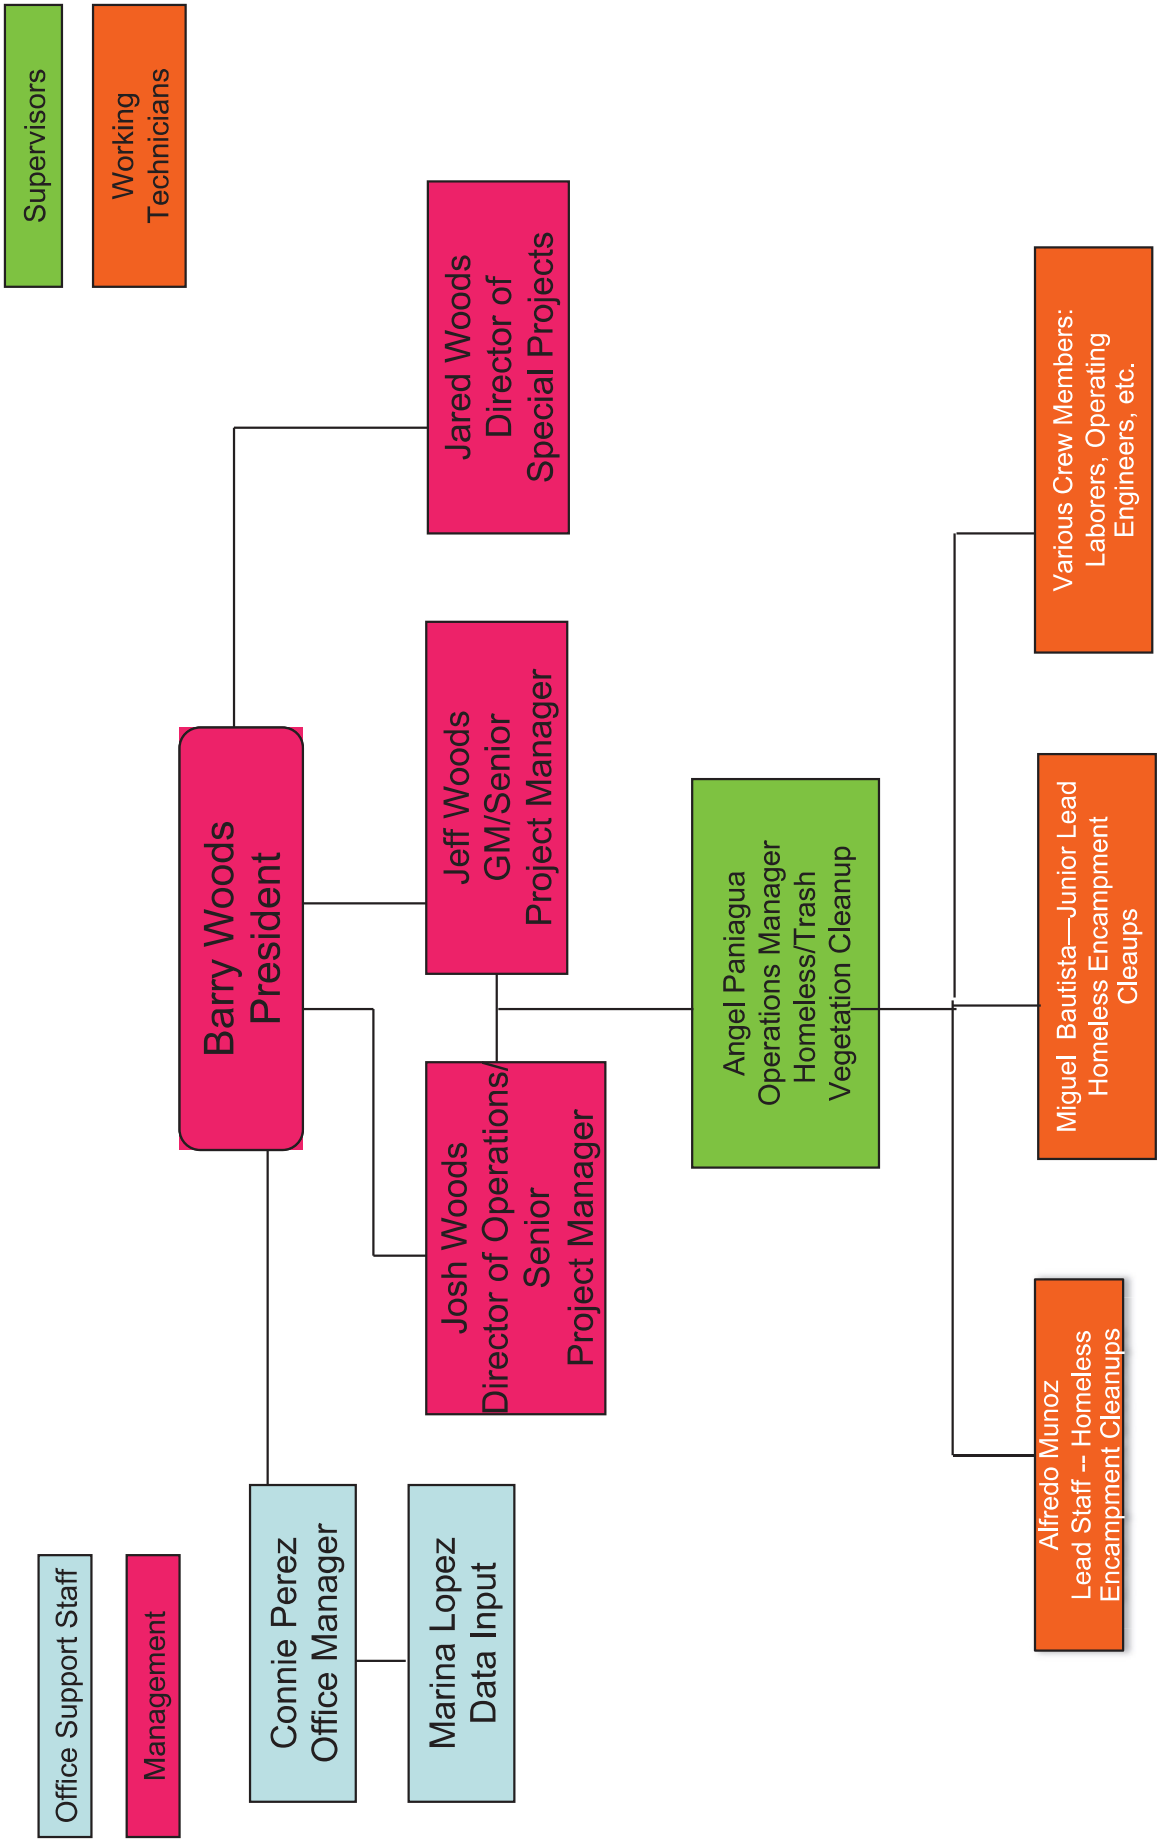 Office Support Staff
Management
Supervisors
Working
Technicians
Barry Woods
President
Connie Perez
Office Manager
Marina Lopez
Data Input
Josh Woods
Director of Operations/
Senior
Project Manager
Jeff Woods
GM/Senior
Project Manager
Jared Woods
Director of
Special Projects
Angel Paniagua
Operations Manager
Homeless/Trash
Vegetation Cleanup
Alfredo Munoz
Lead Staff -- Homeless
Encampment Cleanups
Miguel Bautista—Junior Lead
Homeless Encampment
Cleaups
Various Crew Members:
Laborers, Operating
Engineers, etc.